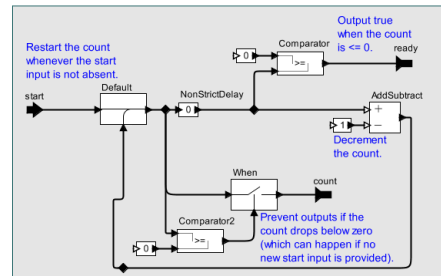 Output true
when the count
is <= 0.
Restart the count
whenever the start
input is not absent.
Comparator
0
>=
ready
start
Default
NonStrictDelay
0
AddSubtract
+
1
−
Decrement
the count.
When
count
Comparator2
0
>=
Prevent outputs if the
count drops below zero
(which can happen if no
new start input is provided).